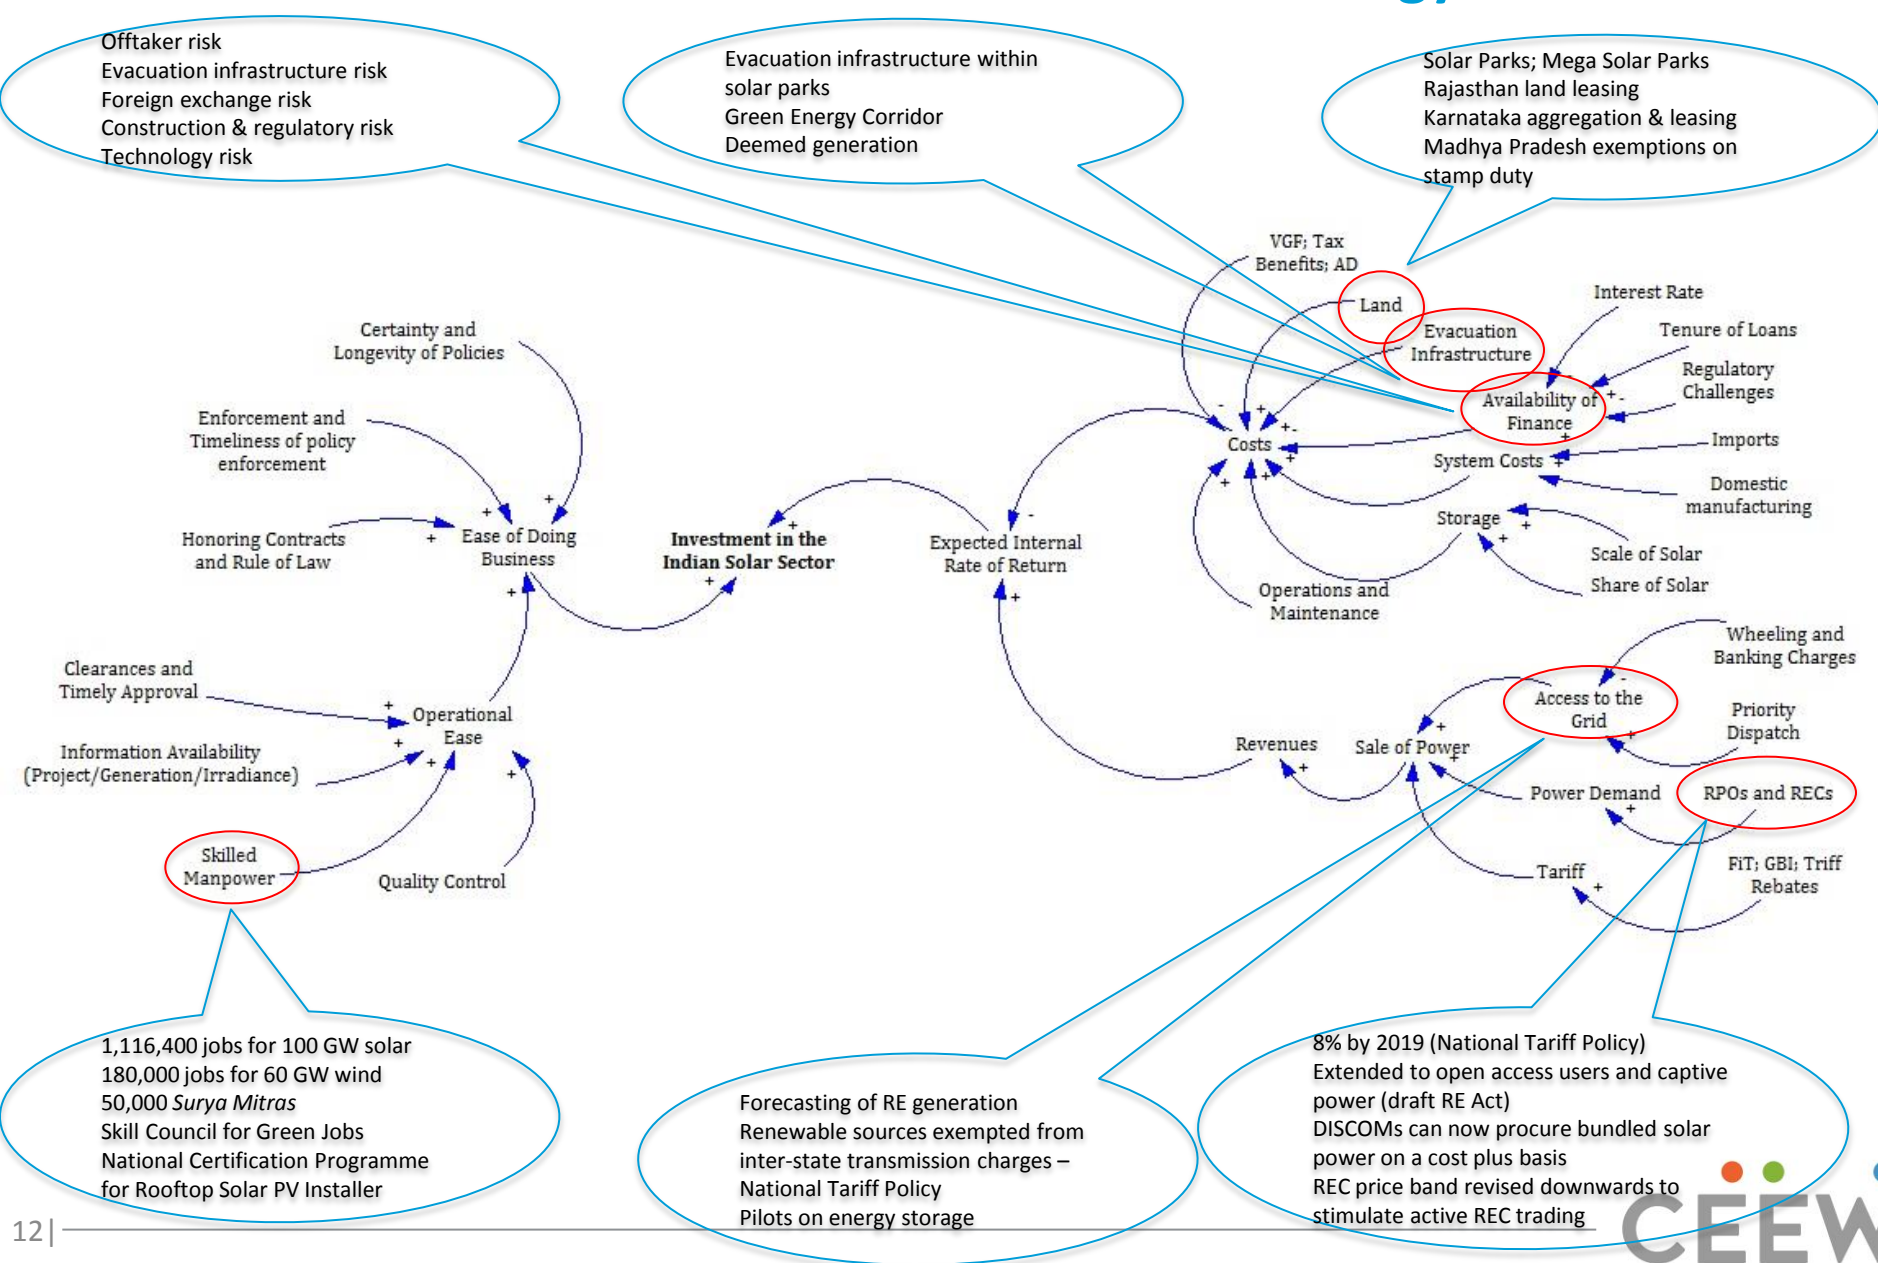 Offtaker risk
Evacuation infrastructure risk
Foreign exchange risk
Construction & regulatory risk
Technology risk
Evacuation infrastructure within
solar parks
Green Energy Corridor
Deemed generation
Solar Parks; Mega Solar Parks
Rajasthan land leasing
Karnataka aggregation & leasing
Madhya Pradesh exemptions on
stamp duty
VGF; Tax
Benefits; AD
Land
Evacuation
Infrastructure
Interest Rate
Tenure of Loans
Regulatory
Challenges
Availability of
Finance
Imports
System Costs
Domestic
manufacturing
Storage
Scale of Solar
Share of Solar
Costs
Operations and
Maintenance
Certainty and
Longevity of Policies
Enforcement and
Timeliness of policy
enforcement
Honoring Contracts
and Rule of Law
Ease of Doing
Business
Investment in the
Indian Solar Sector
Expected Internal
Rate of Return
Clearances and
Timely Approval
Information Availability
(Project/Generation/Irradiance)
Operational
Ease
Skilled
Manpower
Quality Control
Revenues
Sale of Power
Wheeling and
Banking Charges
Access to the
Grid
Priority
Dispatch
Power Demand
RPOs and RECs
Tariff
FiT; GBI; Triff
Rebates
1,116,400 jobs for 100 GW solar
180,000 jobs for 60 GW wind
50,000 Surya Mitras
Skill Council for Green Jobs
National Certification Programme
for Rooftop Solar PV Installer
Forecasting of RE generation
Renewable sources exempted from
inter-state transmission charges –
National Tariff Policy
Pilots on energy storage
8% by 2019 (National Tariff Policy)
Extended to open access users and captive
power (draft RE Act)
DISCOMs can now procure bundled solar
power on a cost plus basis
REC price band revised downwards to
stimulate active REC trading
12|
CEEW